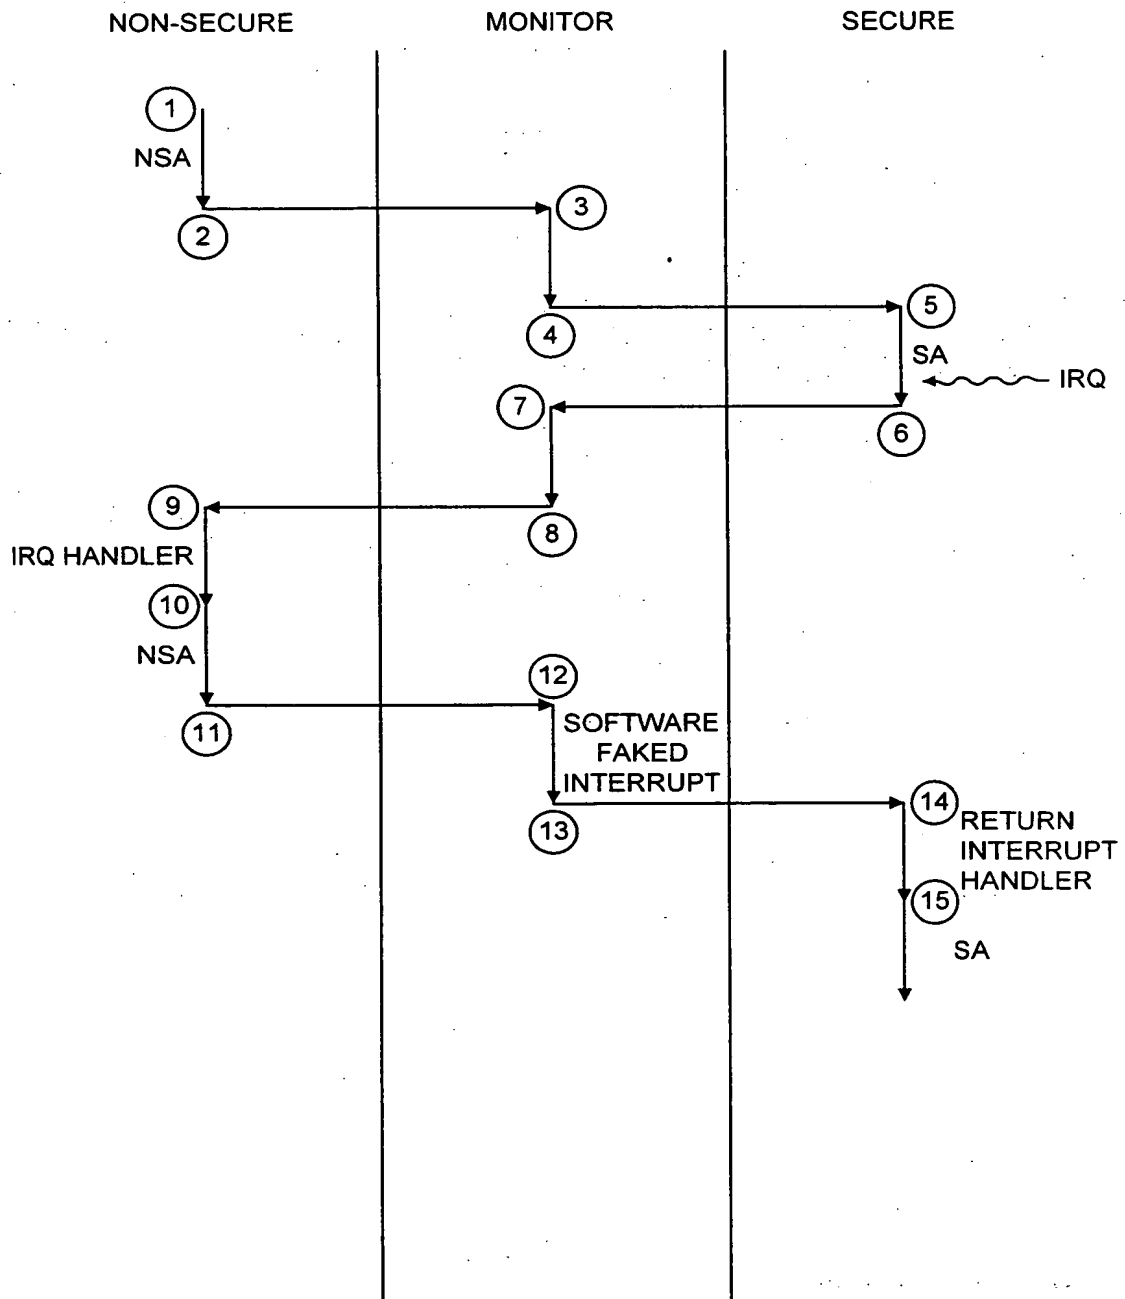 NON-SECURE MONITOR SECURE
1
NSA
2
3
4
5
SA
IRQ
6
7
8
9
IRQ HANDLER
10
NSA
11
12
SOFTWARE
FAKED
INTERRUPT
13
14
RETURN
INTERRUPT
HANDLER
15
SA